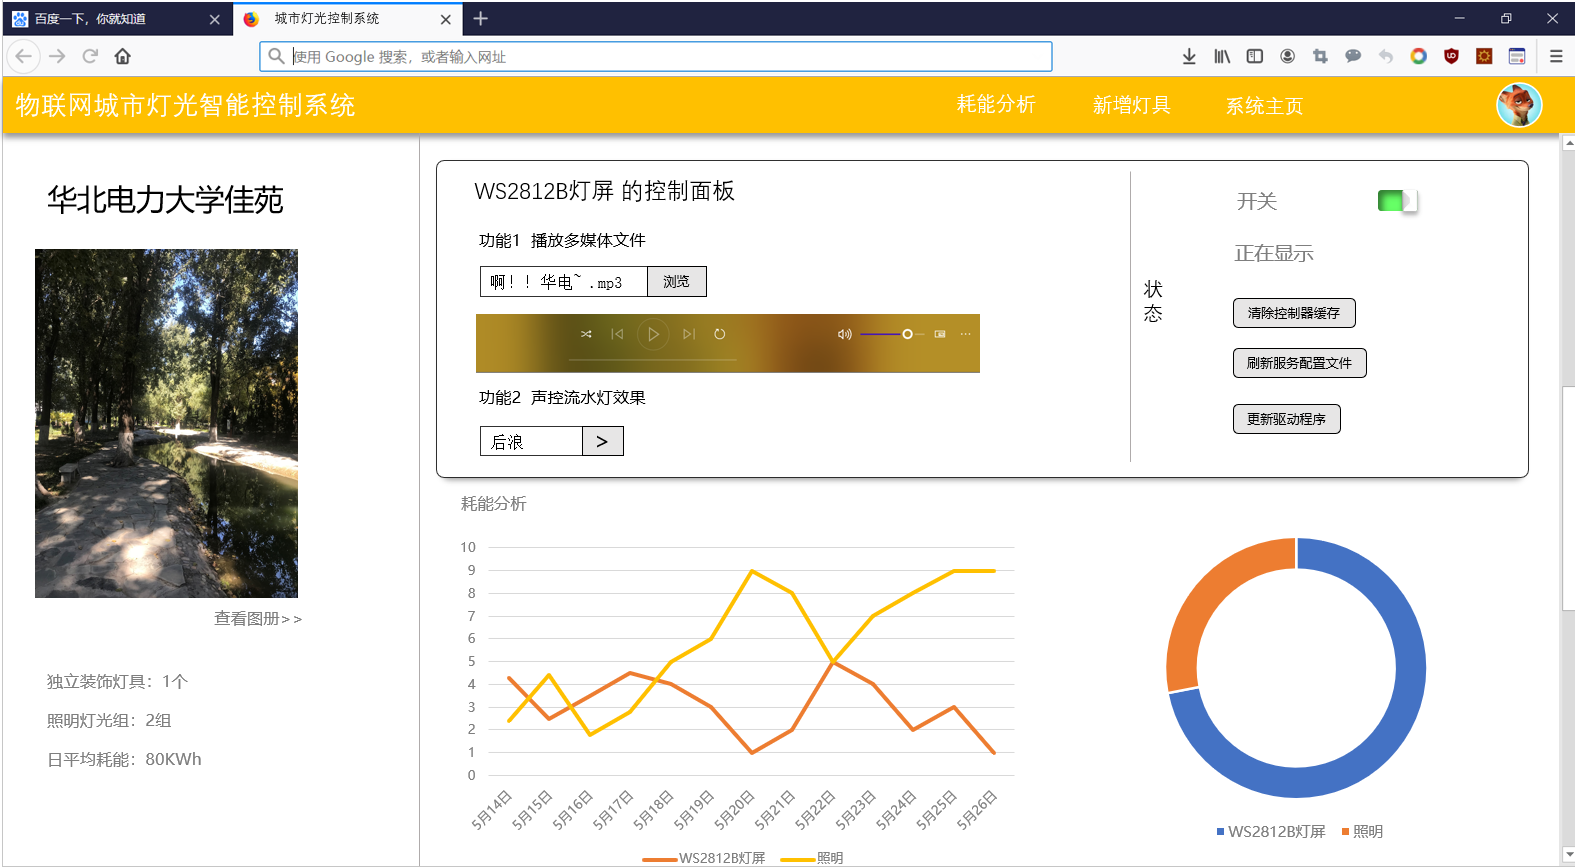 百度一下，你就知道
城市灯光控制系统
使用 Google 搜索，或者输入网址
物联网城市灯光智能控制系统
耗能分析
新增灯具
系统主页
华北电力大学佳苑
查看图册>>
独立装饰灯具：1个
照明灯光组：2组
日平均耗能：80KWh
WS2812B灯屏 的控制面板
功能1 播放多媒体文件
啊！！华电~ .mp3
浏览
功能2 声控流水灯效果
后浪
>
状态
开关
正在显示
清除控制器缓存
刷新服务配置文件
更新驱动程序
耗能分析
10
9
8
7
6
5
4
3
2
1
0
5月14日
5月15日
5月16日
5月17日
5月18日
5月19日
5月20日
5月21日
5月22日
5月23日
5月24日
5月25日
5月26日
WS2812B灯屏
照明
WS2812B灯屏
照明